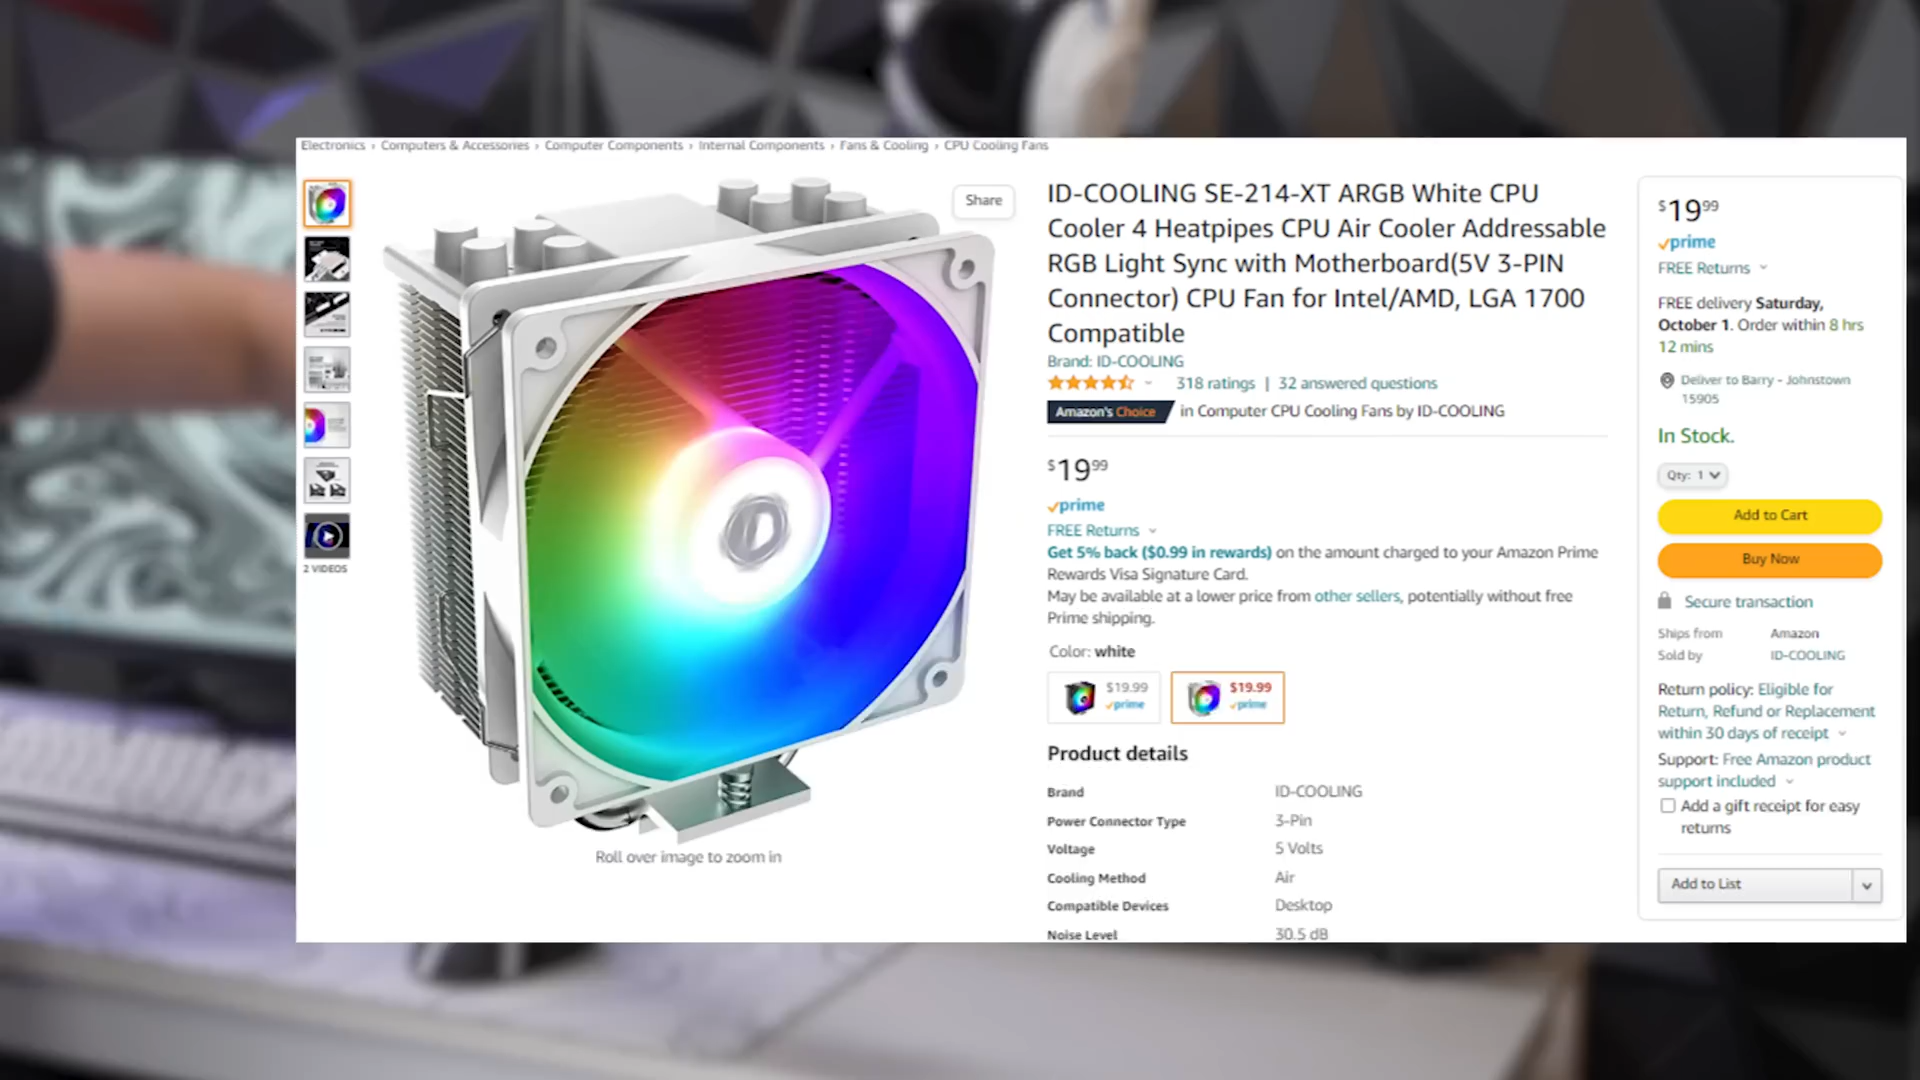 Electronics › Computers & Accessories › Computer Components › Internal Components › Fans & Cooling › CPU Cooling Fans
Share
2 VIDEOS
Roll over image to zoom in
ID-COOLING SE-214-XT ARGB White CPU
Cooler 4 Heatpipes CPU Air Cooler Addressable
RGB Light Sync with Motherboard(5V 3-PIN
Connector) CPU Fan for Intel/AMD, LGA 1700
Compatible
Brand: ID-COOLING
318 ratings | 32 answered questions
Amazon's Choice in Computer CPU Cooling Fans by ID-COOLING
$19.99
prime
FREE Returns
Get 5% back ($0.99 in rewards) on the amount charged to your Amazon Prime
Rewards Visa Signature Card.
May be available at a lower price from other sellers, potentially without free
Prime shipping.
Color: white
$19.99
prime
$19.99
prime
Product details
Brand ID-COOLING
Power Connector Type 3-Pin
Voltage 5 Volts
Cooling Method Air
Compatible Devices Desktop
Noise Level 30.5 dB
$19.99
prime
FREE Returns
FREE delivery Saturday,
October 1. Order within 8 hrs
12 mins
Deliver to Barry - Johnstown
15905
In Stock.
Qty: 1
Add to Cart
Buy Now
Secure transaction
Ships from Amazon
Sold by ID-COOLING
Return policy: Eligible for
Return, Refund or Replacement
within 30 days of receipt
Support: Free Amazon product
support included
Add a gift receipt for easy
returns
Add to List